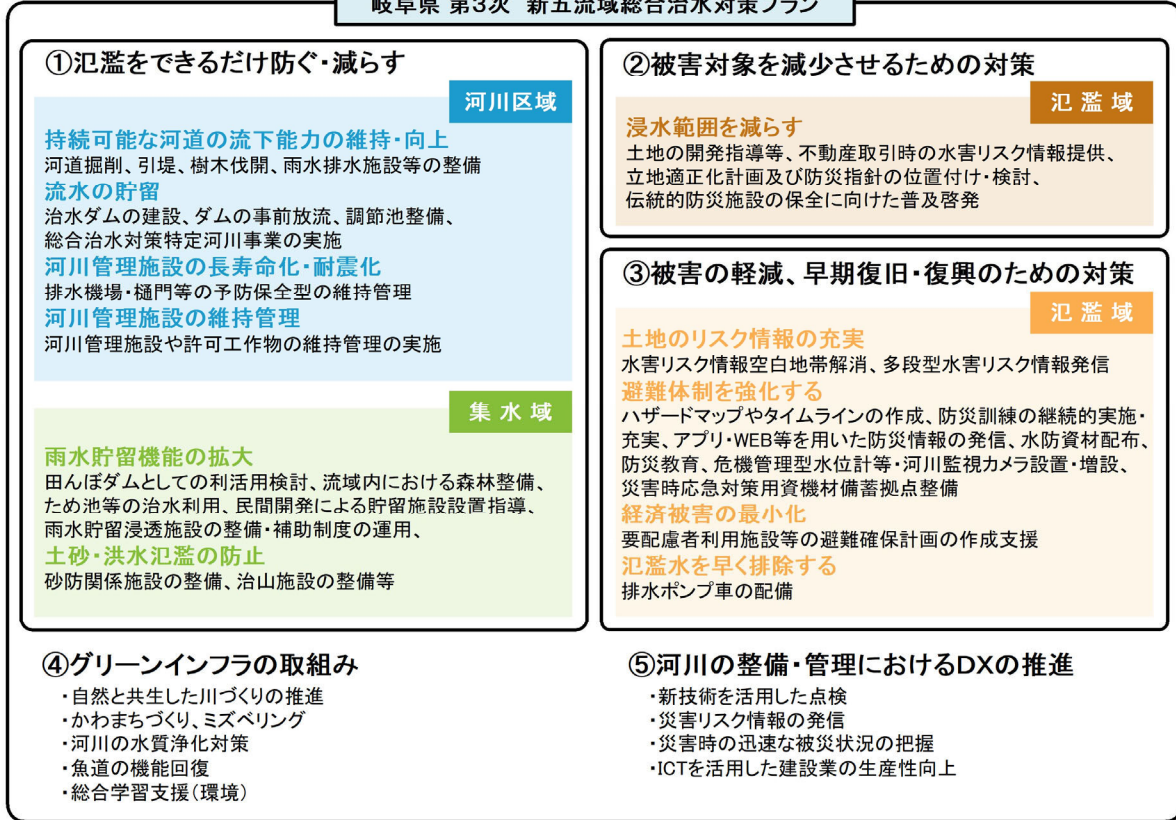 岐阜県 第3次 新五流域総合治水対策プラン
①氾濫をできるだけ防ぐ・減らす
河川区域
持続可能な河道の流下能力の維持・向上
河道掘削、引堤、樹木伐開、雨水排水施設等の整備
流水の貯留
治水ダムの建設、ダムの事前放流、調節池整備、
総合治水対策特定河川事業の実施
河川管理施設の長寿命化・耐震化
排水機場・樋門等の予防保全型の維持管理
河川管理施設の維持管理
河川管理施設や許可工作物の維持管理の実施
集水域
雨水貯留機能の拡大
田んぼダムとしての利活用検討、流域内における森林整備、
ため池等の治水利用、民間開発による貯留施設設置指導、
雨水貯留浸透施設の整備・補助制度の運用、
土砂・洪水氾濫の防止
砂防関係施設の整備、治山施設の整備等
②被害対象を減少させるための対策
氾濫域
浸水範囲を減らす
土地の開発指導等、不動産取引時の水害リスク情報提供、
立地適正化計画及び防災指針の位置付け・検討、
伝統的防災施設の保全に向けた普及啓発
③被害の軽減、早期復旧・復興のための対策
氾濫域
土地のリスク情報の充実
水害リスク情報空白地帯解消、多段型水害リスク情報発信
避難体制を強化する
ハザードマップやタイムラインの作成、防災訓練の継続的実施・
充実、アプリ・WEB等を用いた防災情報の発信、水防資材配布、
防災教育、危機管理型水位計等・河川監視カメラ設置・増設、
災害時応急対策用資機材備蓄拠点整備
経済被害の最小化
要配慮者利用施設等の避難確保計画の作成支援
氾濫水を早く排除する
排水ポンプ車の配備
④グリーンインフラの取組み
・自然と共生した川づくりの推進
・かわまちづくり、ミズベリング
・河川の水質浄化対策
・魚道の機能回復
・総合学習支援(環境)
⑤河川の整備・管理におけるDXの推進
・新技術を活用した点検
・災害リスク情報の発信
・災害時の迅速な被災状況の把握
・ICTを活用した建設業の生産性向上